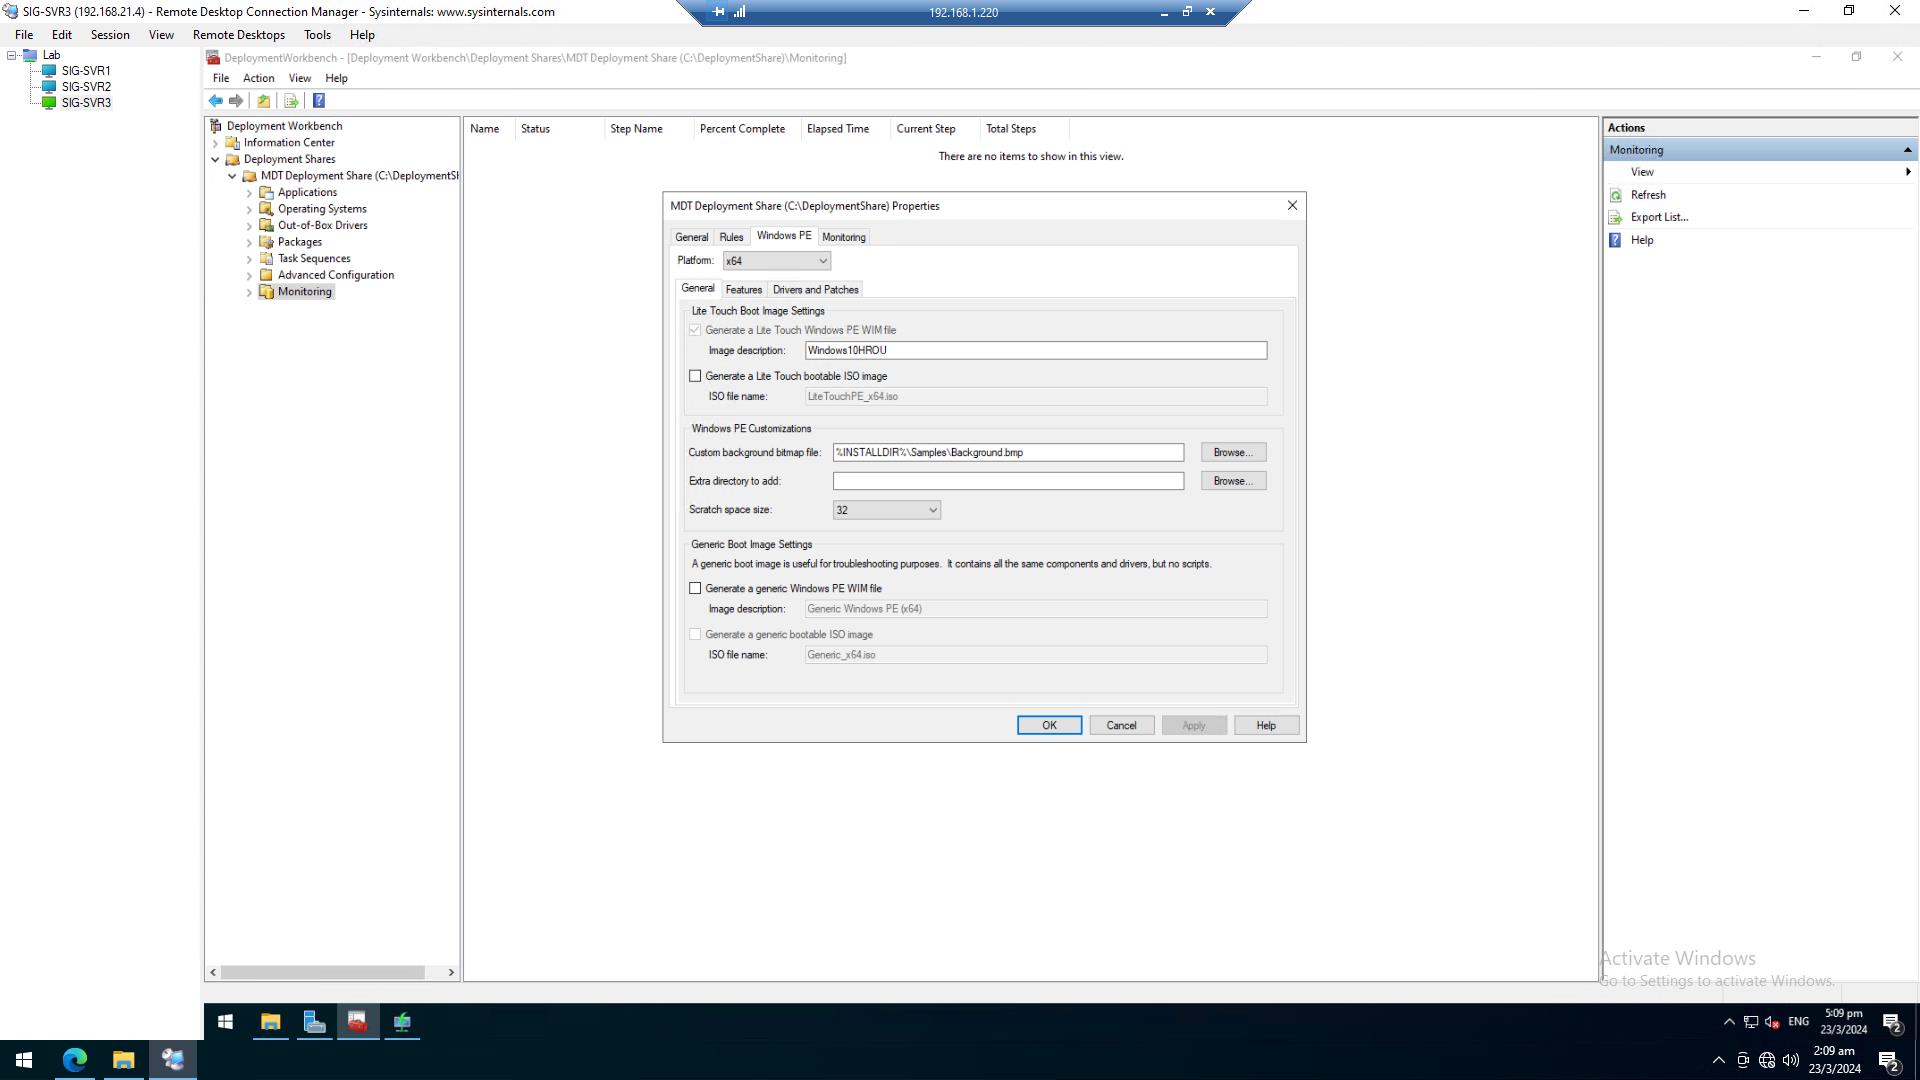 SIG-SVR3 (192.168.21.4) - Remote Desktop Connection Manager - Sysinternals: www.sysinternals.com
192.168.1.220
File Edit Session View Remote Desktops Tools Help
Lab
SIG-SVR1
SIG-SVR2
SIG-SVR3
DeploymentWorkbench - [Deployment Workbench\Deployment Shares\MDT Deployment Share (C:\DeploymentShare)\Monitoring]
File Action View Help
Deployment Workbench
Information Center
Deployment Shares
MDT Deployment Share (C:\DeploymentSh
Applications
Operating Systems
Out-of-Box Drivers
Packages
Task Sequences
Advanced Configuration
Monitoring
Name Status Step Name Percent Complete Elapsed Time Current Step Total Steps
There are no items to show in this view.
MDT Deployment Share (C:\DeploymentShare) Properties
General Rules Windows PE Monitoring
Platform: x64
General Features Drivers and Patches
Lite Touch Boot Image Settings
Generate a Lite Touch Windows PE WIM file
Image description: Windows10HROU
Generate a Lite Touch bootable ISO image
ISO file name: LiteTouchPE_x64.iso
Windows PE Customizations
Custom background bitmap file: %INSTALLDIR%\Samples\Background.bmp Browse...
Extra directory to add: Browse...
Scratch space size: 32
Generic Boot Image Settings
A generic boot image is useful for troubleshooting purposes. It contains all the same components and drivers, but no scripts.
Generate a generic Windows PE WIM file
Image description: Generic Windows PE (x64)
Generate a generic bootable ISO image
ISO file name: Generic_x64.iso
OK Cancel Apply Help
Actions
Monitoring
View
Refresh
Export List...
Help
Activate Windows
Go to Settings to activate Windows.
ENG
5:09 pm
23/3/2024
2
2:09 am
23/3/2024
2